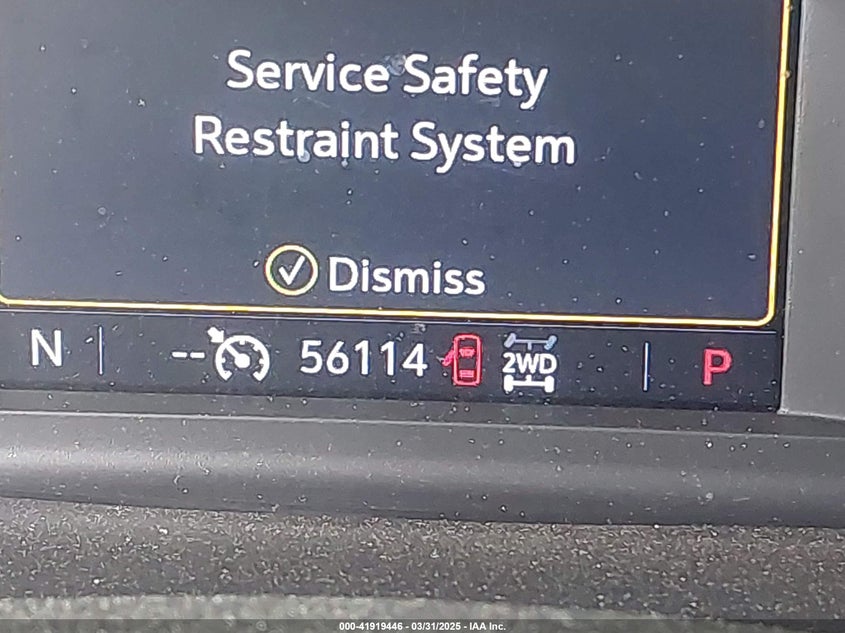 Service Safety
Restraint System
Dismiss
N -- 56114 2WD P
000-41919446 - 03/31/2025 - IAA Inc.